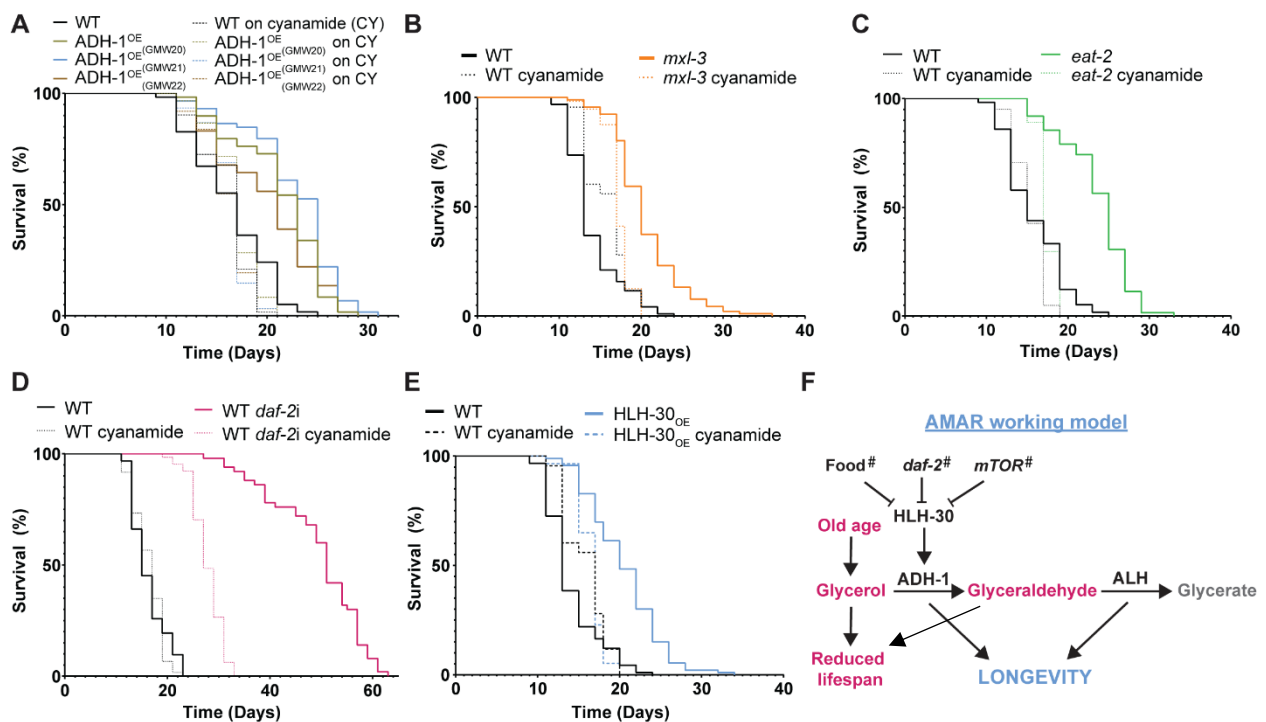 A
WT
ADH-1OE(GMW20)
ADH-1OE(GMW21)
ADH-1OE(GMW22)
WT on cyanamide (CY)
ADH-1OE(GMW20) on CY
ADH-1OE(GMW21) on CY
ADH-1OE(GMW22) on CY
Survival (%)
100
50
0
0 10 20 30
Time (Days)
B
WT
WT cyanamide
mxl-3
mxl-3 cyanamide
Survival (%)
100
50
0
0 10 20 30 40
Time (Days)
C
WT
WT cyanamide
eat-2
eat-2 cyanamide
Survival (%)
100
50
0
0 10 20 30 40
Time (Days)
D
WT
WT cyanamide
WT daf-2i
WT daf-2i cyanamide
Survival (%)
100
50
0
0 20 40 60
Time (Days)
E
WT
WT cyanamide
HLH-30OE
HLH-30OE cyanamide
Survival (%)
100
50
0
0 10 20 30 40
Time (Days)
F
AMAR working model
Food# daf-2# mTOR#
HLH-30
Old age
ADH-1 ALH
Glycerol Glyceraldehyde Glycerate
Reduced
lifespan
LONGEVITY